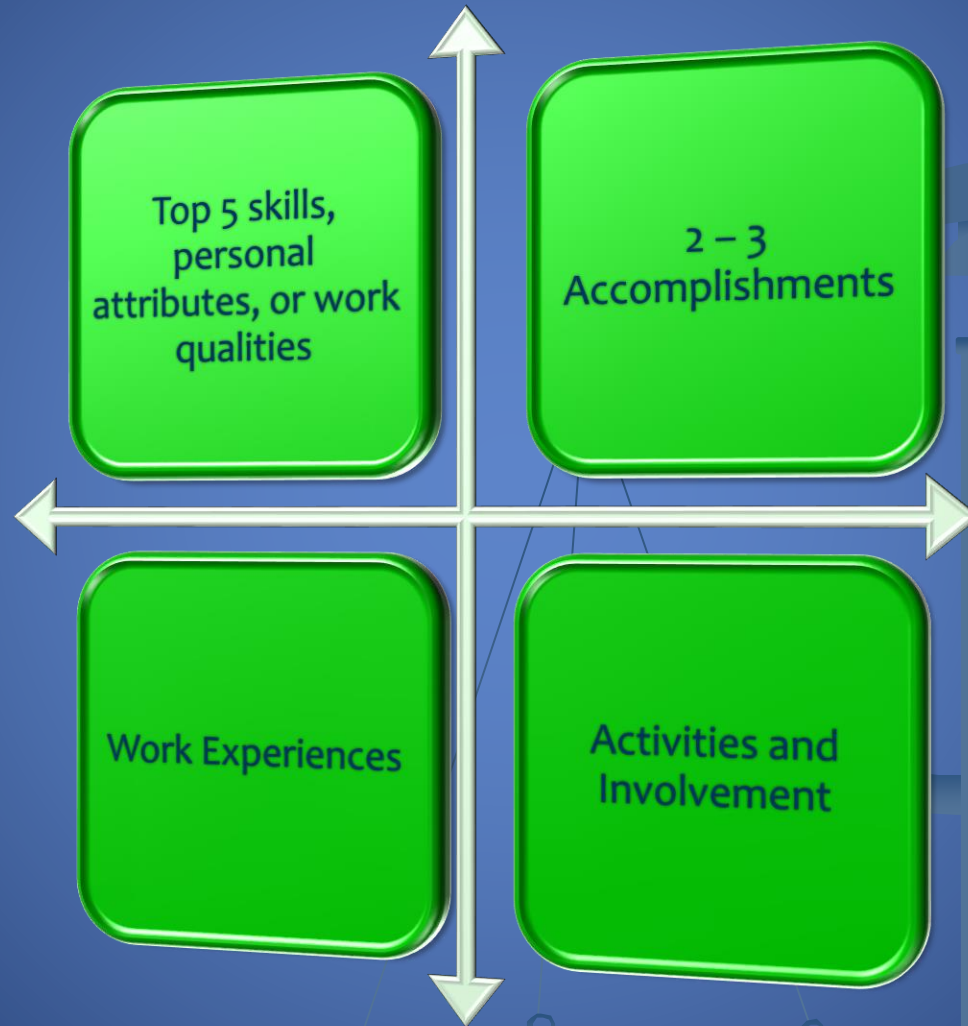 Top 5 skills,
personal
attributes, or work
qualities
2 – 3
Accomplishments
Work Experiences
Activities and
Involvement